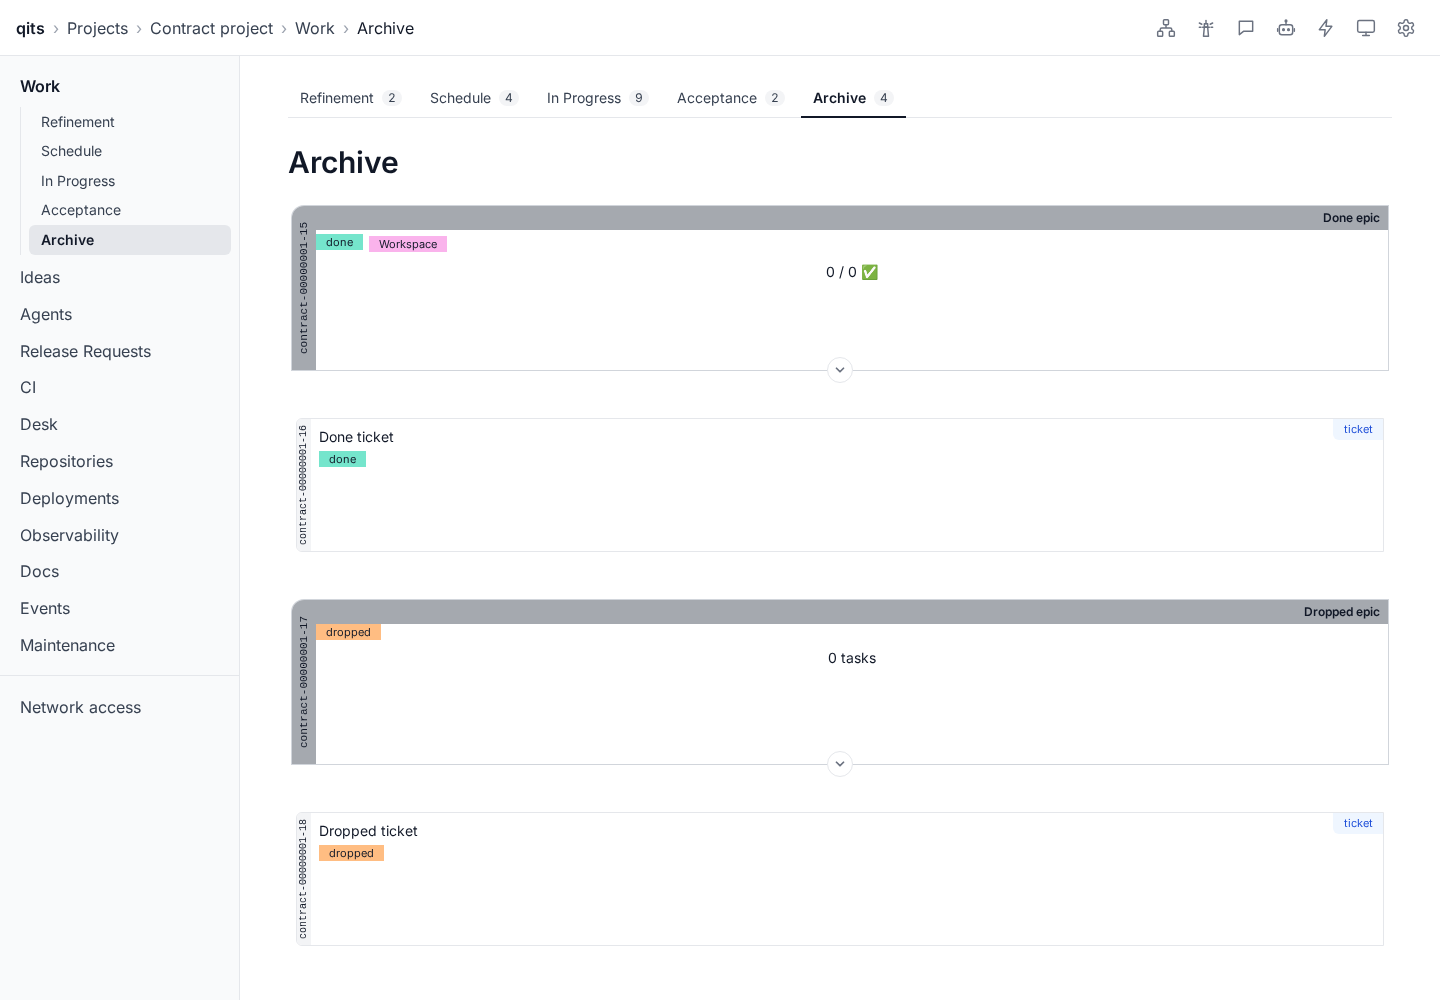 qits › Projects › Contract project › Work › Archive
Work
Refinement
Schedule
In Progress
Acceptance
Archive
Ideas
Agents
Release Requests
CI
Desk
Repositories
Deployments
Observability
Docs
Events
Maintenance
Network access
Refinement 2 Schedule 4 In Progress 9 Acceptance 2 Archive 4
Archive
contract-00000001-15
Done epic
done Workspace
0 / 0 ✅
contract-00000001-16
Done ticket
ticket
done
contract-00000001-17
Dropped epic
dropped
0 tasks
contract-00000001-18
Dropped ticket
ticket
dropped